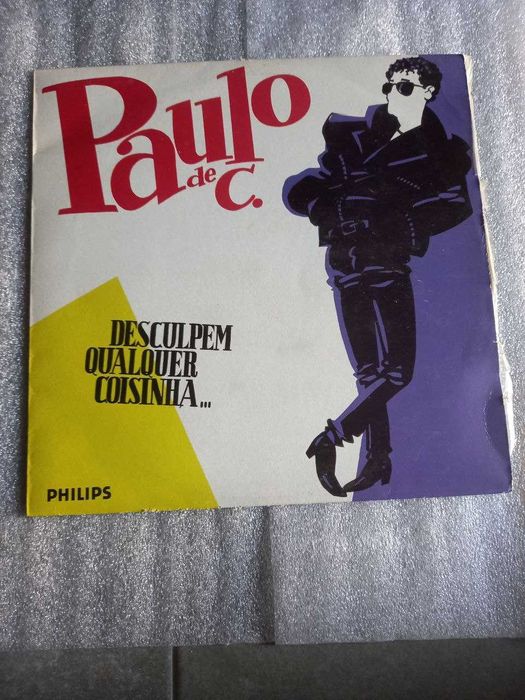 Paulo
de C.
DESCULPEM
QUALQUER
COISINHA...
PHILIPS